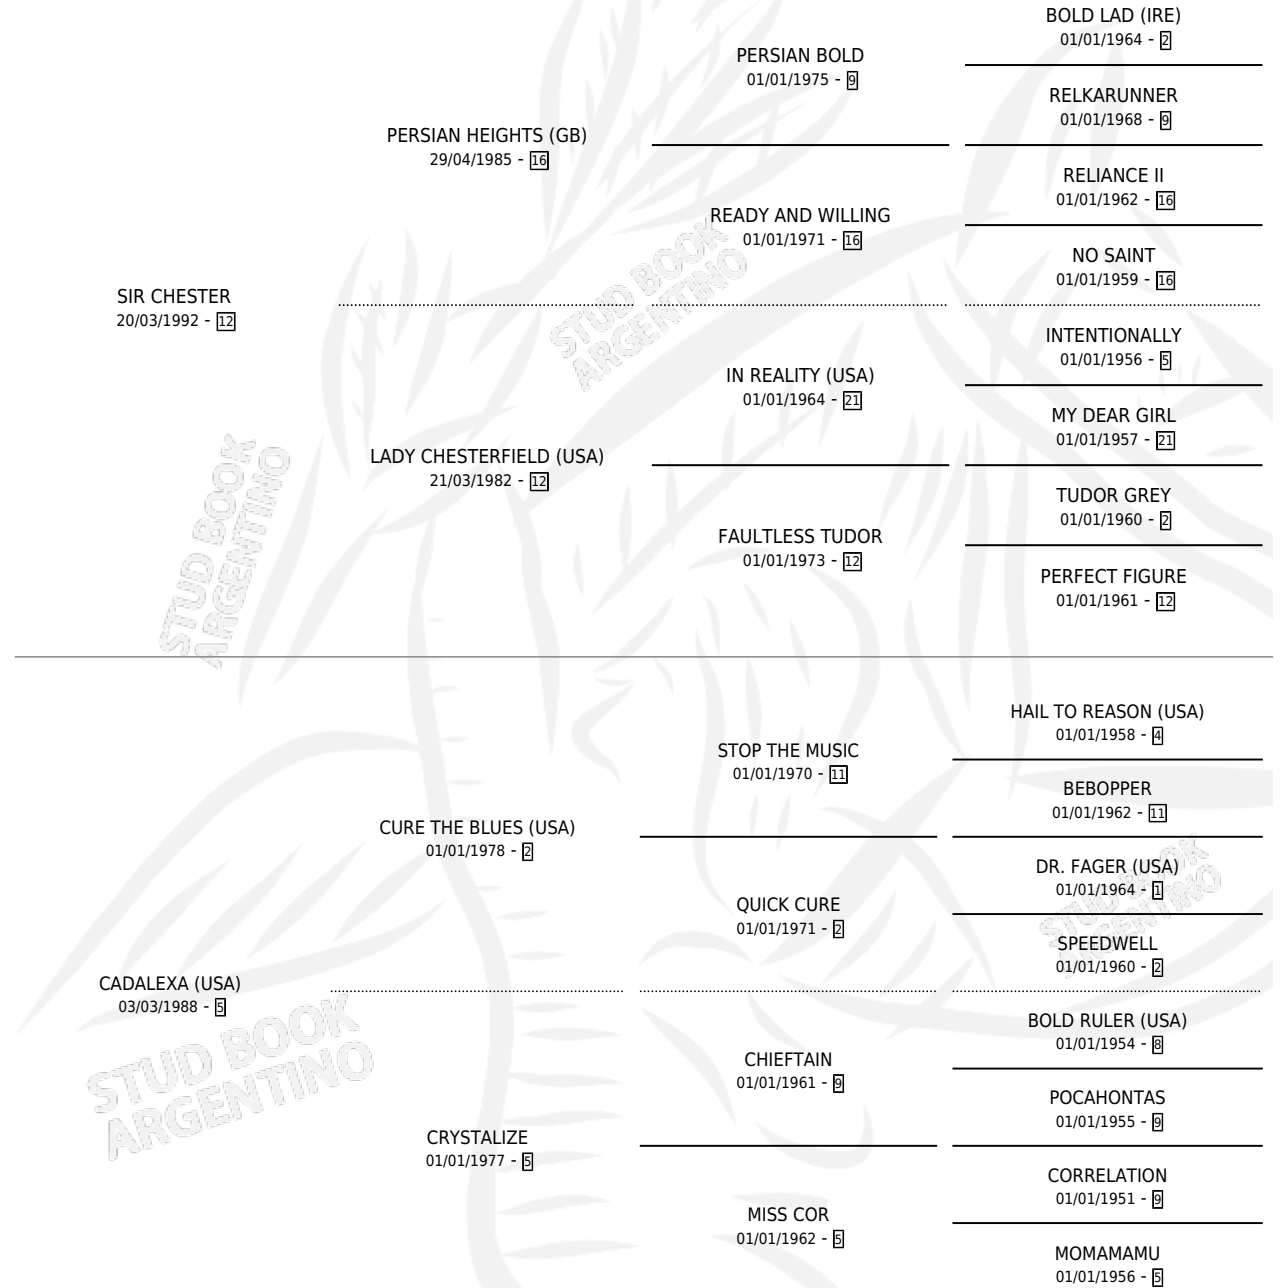 BOLD LAD (IRE)
01/01/1964 - 2
PERSIAN BOLD
01/01/1975 - 9
RELKARUNNER
01/01/1968 - 9
PERSIAN HEIGHTS (GB)
29/04/1985 - 16
RELIANCE II
01/01/1962 - 16
READY AND WILLING
01/01/1971 - 16
NO SAINT
01/01/1959 - 16
SIR CHESTER
20/03/1992 - 12
STUD BOOK
ARGENTINO
INTENTIONALLY
01/01/1956 - 5
IN REALITY (USA)
01/01/1964 - 21
MY DEAR GIRL
01/01/1957 - 21
LADY CHESTERFIELD (USA)
21/03/1982 - 12
TUDOR GREY
01/01/1960 - 2
FAULTLESS TUDOR
01/01/1973 - 12
PERFECT FIGURE
01/01/1961 - 12
STUD BOOK
ARGENTINO
HAIL TO REASON (USA)
01/01/1958 - 4
STOP THE MUSIC
01/01/1970 - 11
BEBOPPER
01/01/1962 - 11
CURE THE BLUES (USA)
01/01/1978 - 2
DR. FAGER (USA)
01/01/1964 - 1
QUICK CURE
01/01/1971 - 2
SPEEDWELL
01/01/1960 - 2
STUD BOOK
ARGENTINO
CADALEXA (USA)
03/03/1988 - 5
BOLD RULER (USA)
01/01/1954 - 8
CHIEFTAIN
01/01/1961 - 9
POCAHONTAS
01/01/1955 - 9
STUD BOOK
ARGENTINO
CRYSTALIZE
01/01/1977 - 5
CORRELATION
01/01/1951 - 9
MISS COR
01/01/1962 - 5
MOMAMAMU
01/01/1956 - 5